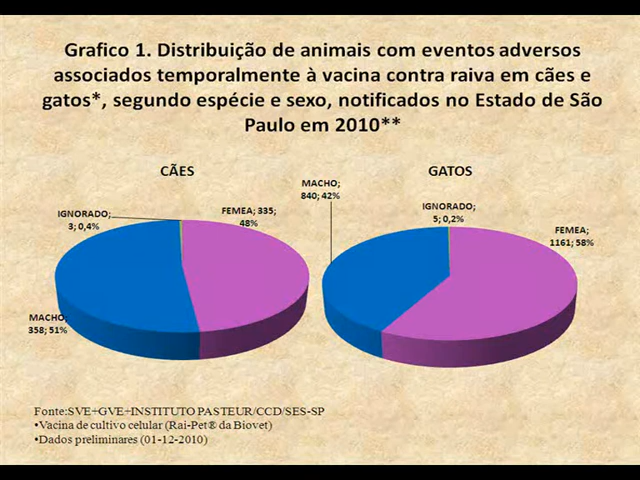 Grafico 1. Distribuição de animais com eventos adversos
associados temporalmente à vacina contra raiva em cães e
gatos*, segundo espécie e sexo, notificados no Estado de São
Paulo em 2010**
CÃES
GATOS
IGNORADO;
3; 0,4%
FEMEA; 335;
48%
MACHO;
358; 51%
MACHO;
840; 42%
IGNORADO;
5; 0,2%
FEMEA;
1161; 58%
Fonte:SVE+GVE+INSTITUTO PASTEUR/CCD/SES-SP
•Vacina de cultivo celular (Rai-Pet® da Biovet)
•Dados preliminares (01-12-2010)